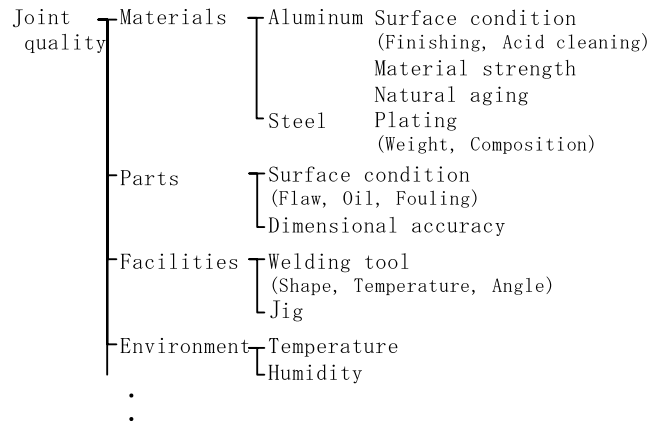 Joint Materials Aluminum Surface condition
quality (Finishing, Acid cleaning)
Material strength
Natural aging
Steel Plating
(Weight, Composition)
Parts Surface condition
(Flaw, Oil, Fouling)
Dimensional accuracy
Facilities Welding tool
(Shape, Temperature, Angle)
Jig
Environment Temperature
Humidity